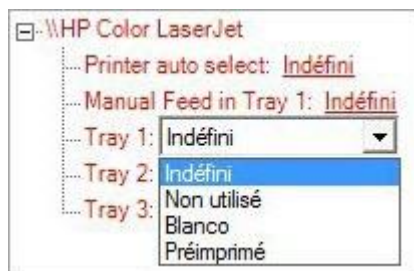 \\HP Color LaserJet
Printer auto select: Indéfini
Manual Feed in Tray 1: Indéfini
Tray 1: Indéfini
Tray 2: Indéfini
Non utilisé
Tray 3: Blanco
Préimprimé